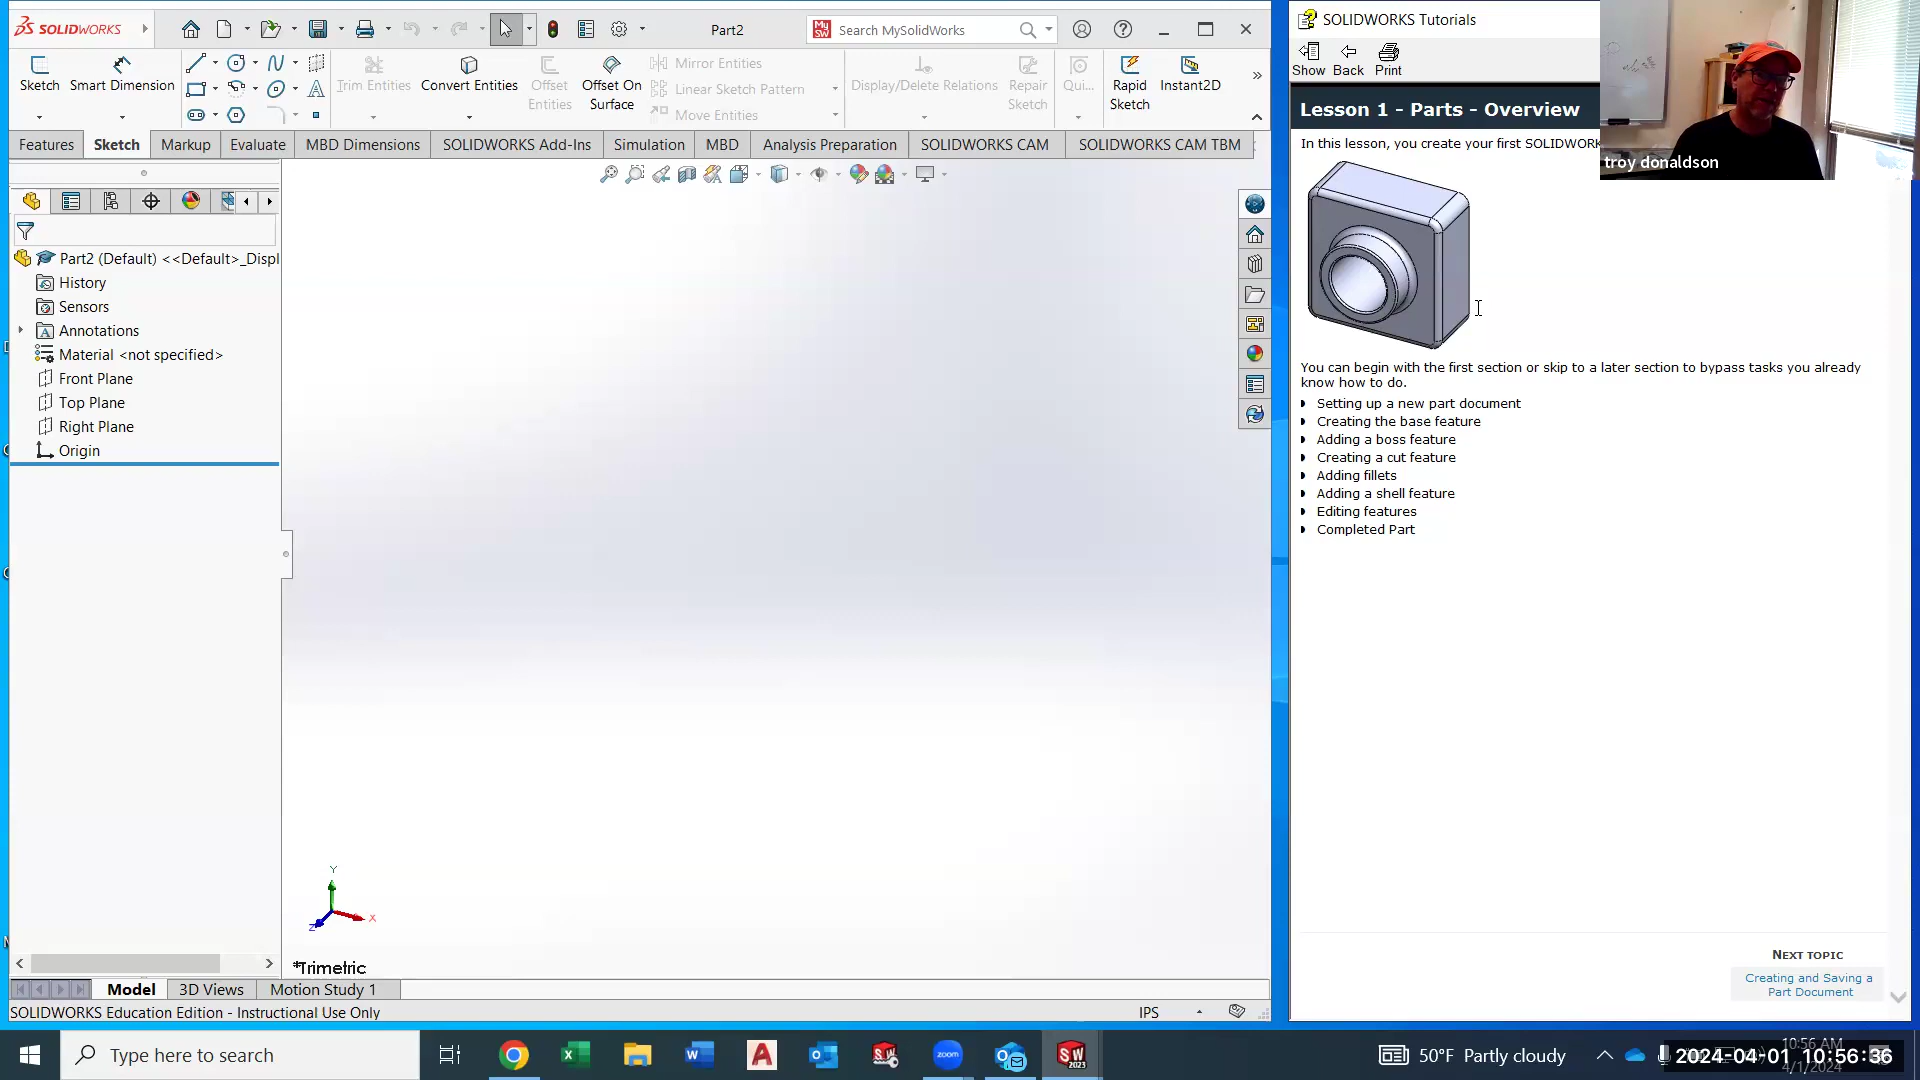 SOLIDWORKS
Part2
Search MySolidWorks
Sketch
Smart Dimension
Trim Entities
Convert Entities
Offset
Entities
Offset On
Surface
Mirror Entities
Linear Sketch Pattern
Move Entities
Display/Delete Relations
Repair
Sketch
Qui...
Rapid
Sketch
Instant2D
Features
Sketch
Markup
Evaluate
MBD Dimensions
SOLIDWORKS Add-Ins
Simulation
MBD
Analysis Preparation
SOLIDWORKS CAM
SOLIDWORKS CAM TBM
Part2 (Default) <<Default>_Displ
History
Sensors
Annotations
Material <not specified>
Front Plane
Top Plane
Right Plane
Origin
Y
X
Z
*Trimetric
Model
3D Views
Motion Study 1
SOLIDWORKS Education Edition - Instructional Use Only
IPS
SOLIDWORKS Tutorials
Show
Back
Print
troy donaldson
Lesson 1 - Parts - Overview
In this lesson, you create your first SOLIDWORK
You can begin with the first section or skip to a later section to bypass tasks you already
know how to do.
Setting up a new part document
Creating the base feature
Adding a boss feature
Creating a cut feature
Adding fillets
Adding a shell feature
Editing features
Completed Part
NEXT TOPIC
Creating and Saving a
Part Document
Type here to search
50°F Partly cloudy
10:56 AM
2024-04-01 10:56:36
4/1/2024